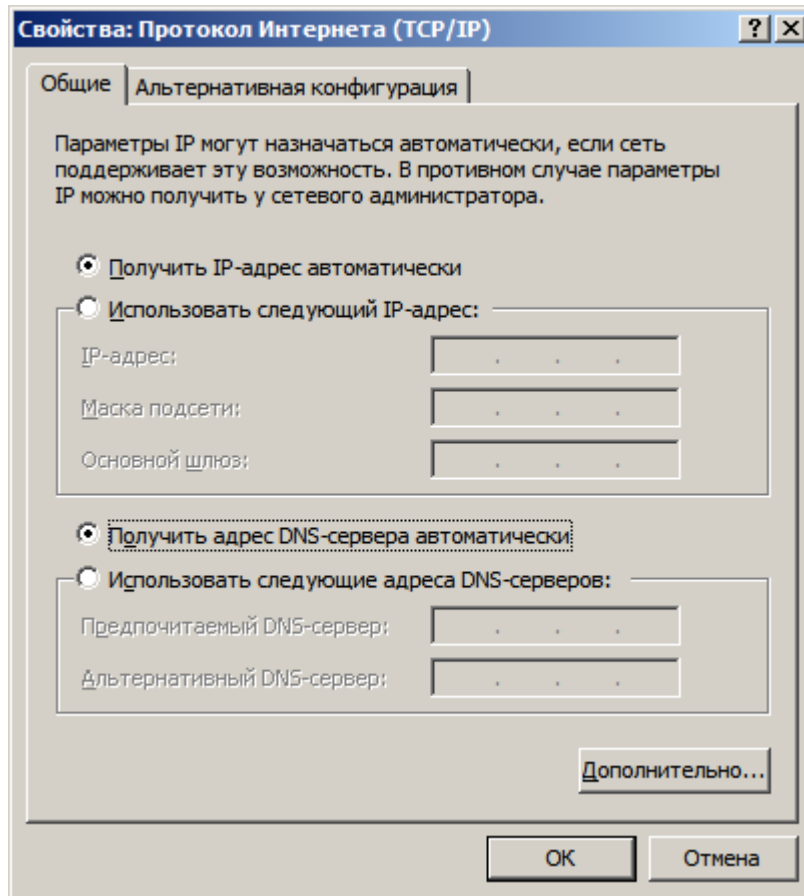 Свойства: Протокол Интернета (TCP/IP)
Общие
Альтернативная конфигурация
Параметры IP могут назначаться автоматически, если сеть
поддерживает эту возможность. В противном случае параметры
IP можно получить у сетевого администратора.
Получить IP-адрес автоматически
Использовать следующий IP-адрес:
IP-адрес:
Маска подсети:
Основной шлюз:
Получить адрес DNS-сервера автоматически
Использовать следующие адреса DNS-серверов:
Предпочитаемый DNS-сервер:
Альтернативный DNS-сервер:
Дополнительно...
ОК
Отмена